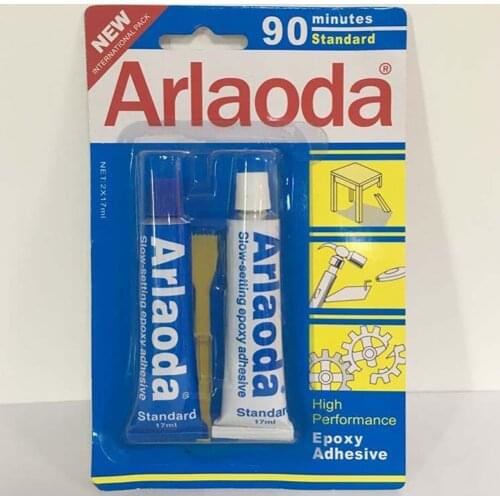 NEW
INTERNATIONAL PACK
90 minutes
Standard
Arlaoda®
NET:2X17ml
Arlaoda®
Slow-setting epoxy adhesive
Standard
17ml
Arlaoda®
Slow-setting epoxy adhesive
Standard
17ml
High
Performance
Epoxy
Adhesive